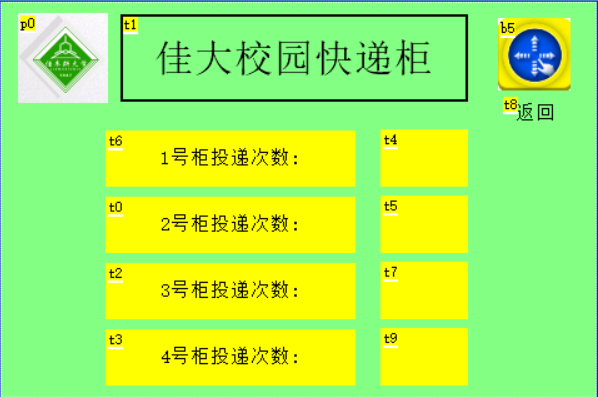 p0
t1
佳大校园快递柜
b5
t8
返回
t6
1号柜投递次数:
t4
t0
2号柜投递次数:
t5
t2
3号柜投递次数:
t7
t3
4号柜投递次数:
t9